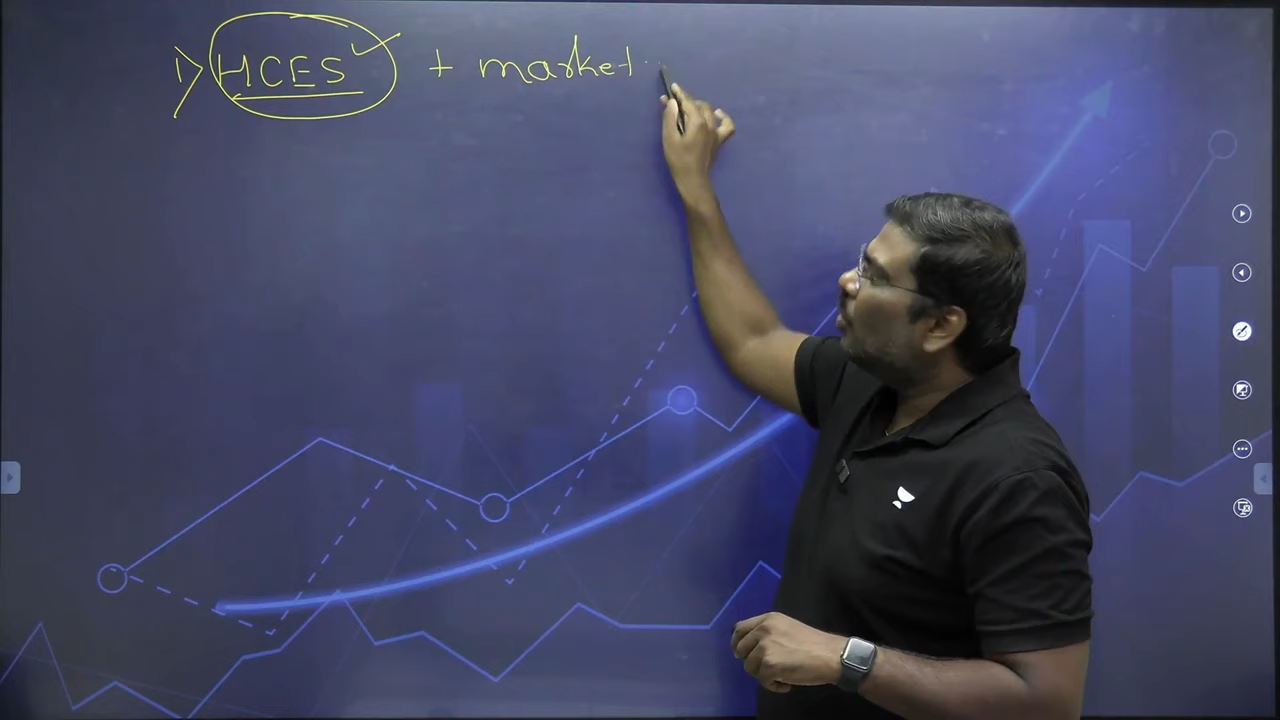 1) HCES ✓ + market